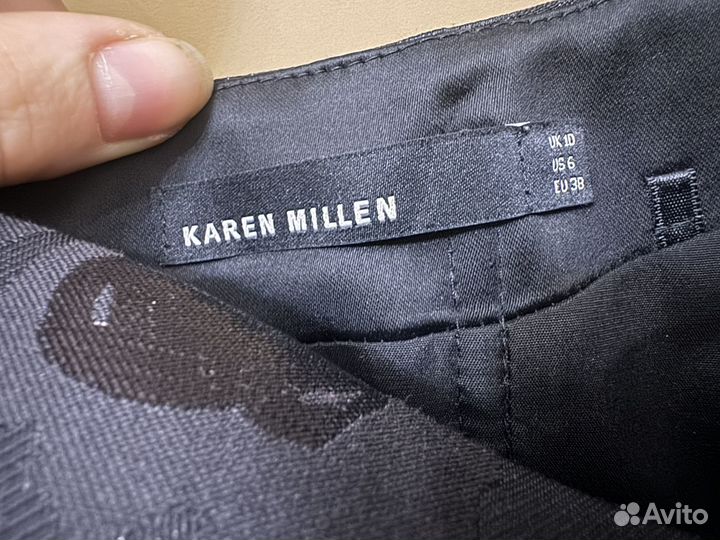 KAREN MILLEN
UK 10
US 6
EU 38
Avito